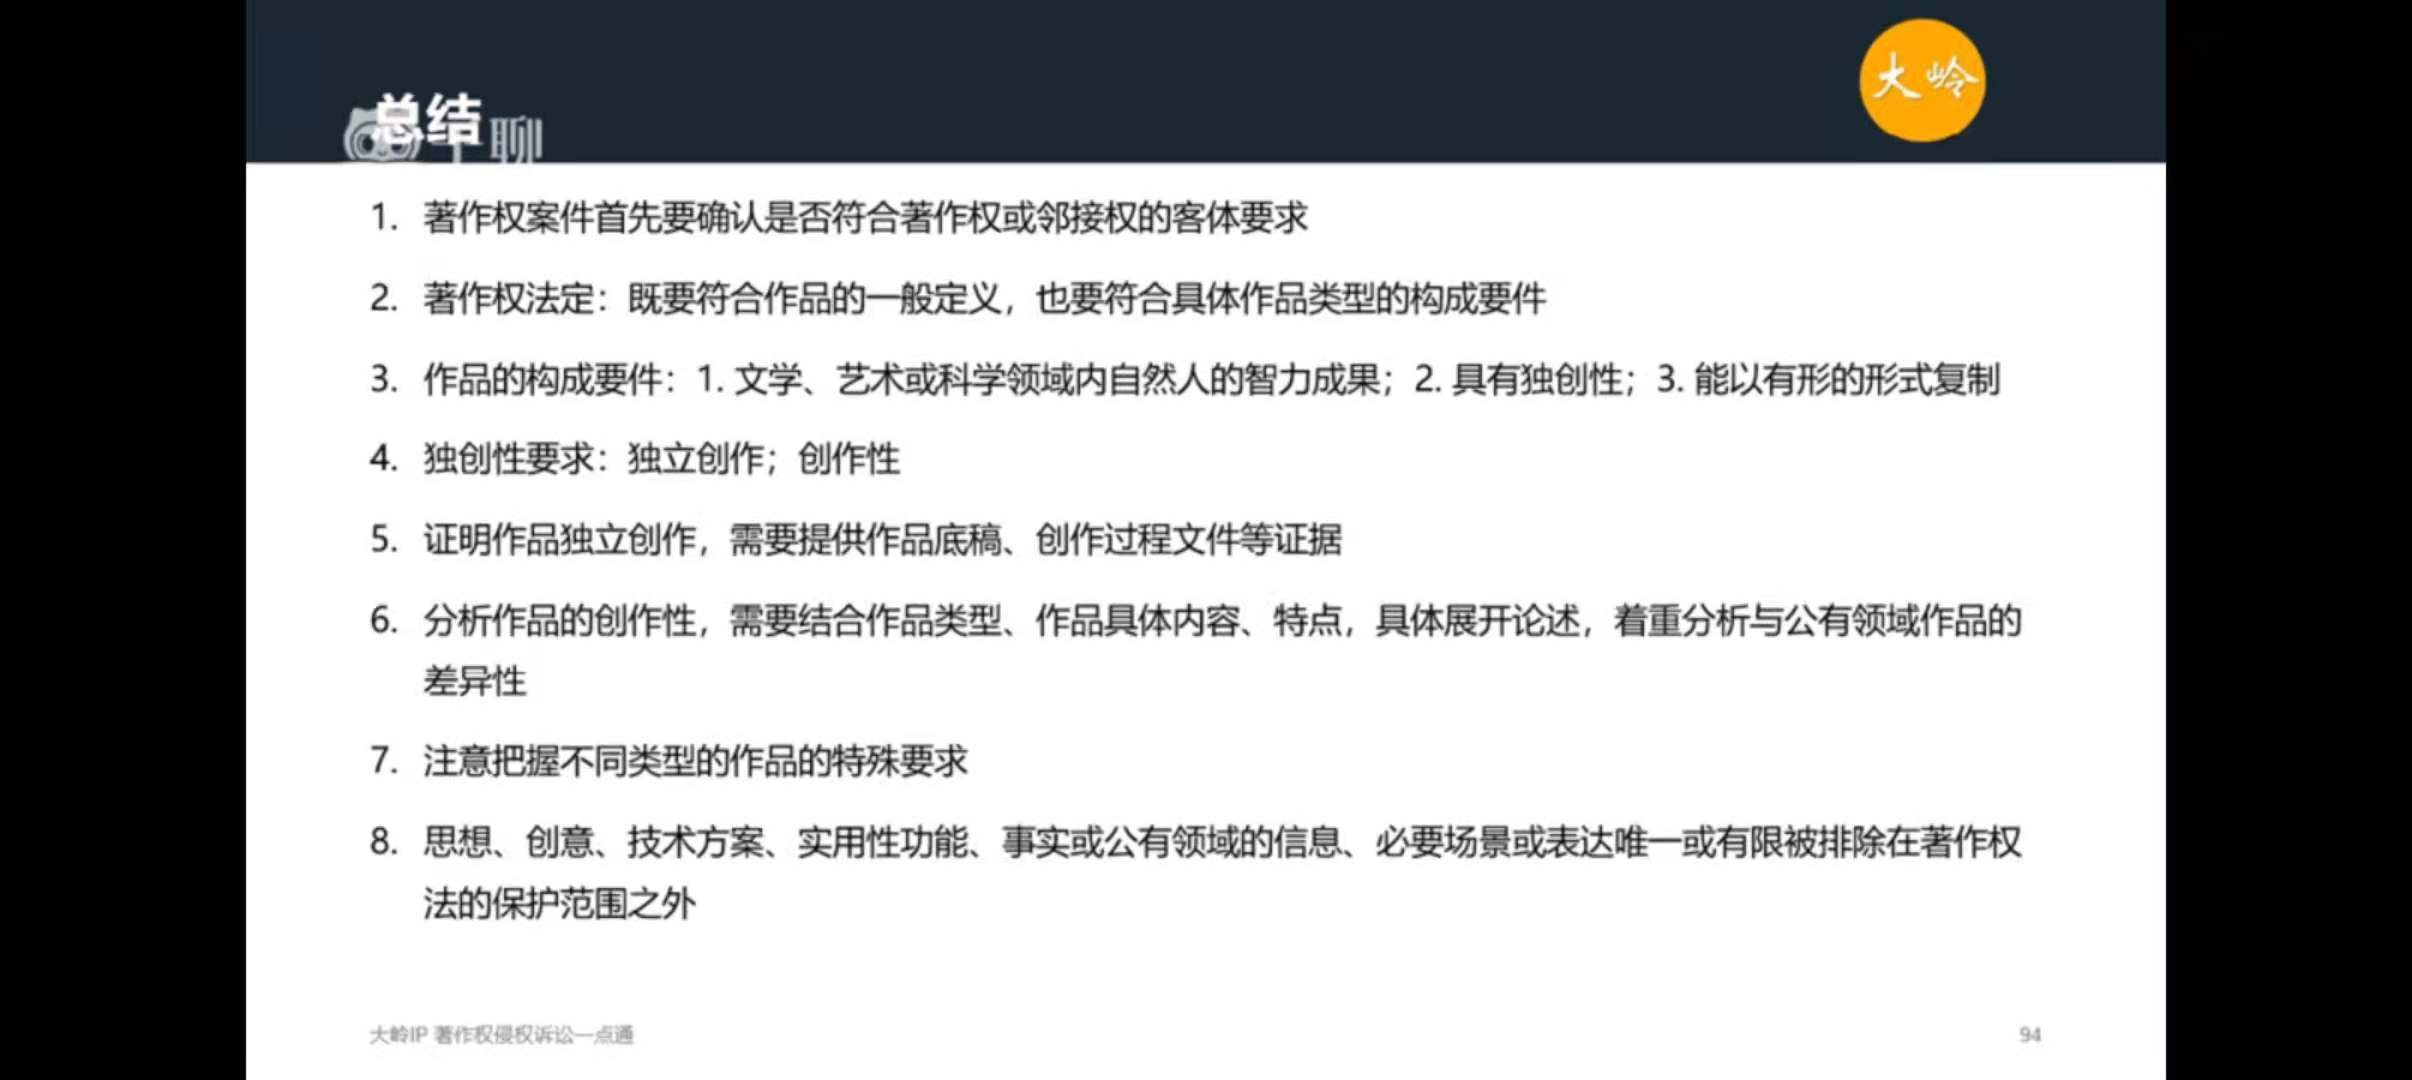 总结
千聊
大岭
1. 著作权案件首先要确认是否符合著作权或邻接权的客体要求
2. 著作权法定：既要符合作品的一般定义，也要符合具体作品类型的构成要件
3. 作品的构成要件：1. 文学、艺术或科学领域内自然人的智力成果；2. 具有独创性；3. 能以有形的形式复制
4. 独创性要求：独立创作；创作性
5. 证明作品独立创作，需要提供作品底稿、创作过程文件等证据
6. 分析作品的创作性，需要结合作品类型、作品具体内容、特点，具体展开论述，着重分析与公有领域作品的
差异性
7. 注意把握不同类型的作品的特殊要求
8. 思想、创意、技术方案、实用性功能、事实或公有领域的信息、必要场景或表达唯一或有限被排除在著作权
法的保护范围之外
大岭IP 著作权侵权诉讼一点通
94